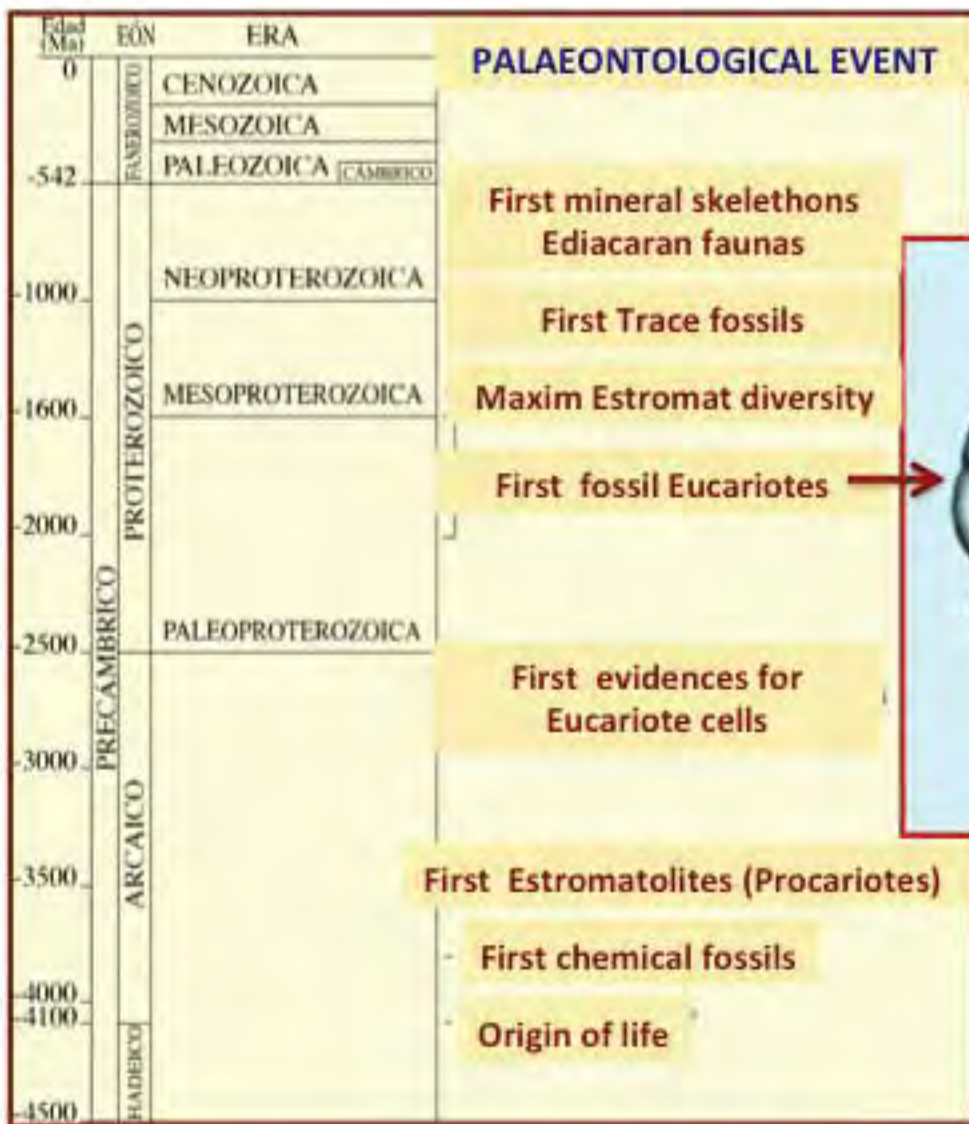 Edad
(Ma)
EÓN
ERA
PALAEONTOLOGICAL EVENT
0
FANEROZOICO
CENOZOICA
MESOZOICA
PALEOZOICA
CÁMBRICO
-542
First mineral skelethons
Ediacaran faunas
NEOPROTEROZOICA
-1000
First Trace fossils
PROTEROZOICO
MESOPROTEROZOICA
Maxim Estromat diversity
-1600
First fossil Eucariotes
-2000
PRECÁMBRICO
PALEOPROTEROZOICA
-2500
First evidences for
Eucariote cells
-3000
ARCAICO
-3500
First Estromatolites (Procariotes)
First chemical fossils
-4000
-4100
Origin of life
HADEICO
-4500